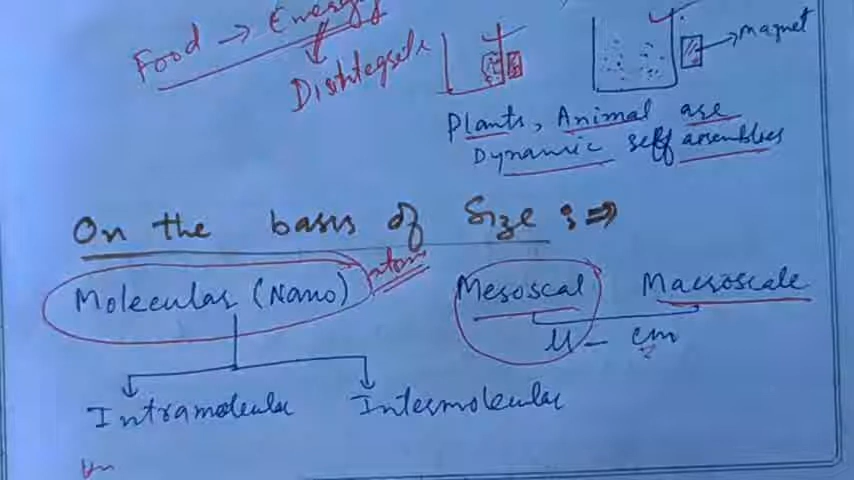 Food → Energy
Disintegrate
magnet
Plants, Animal are
Dynamic self assemblies
On the basis of Size : ⇒
Molecular (Nano) atom
Mesoscal Macroscale
μ - cm
Intramolecular Intermolecular